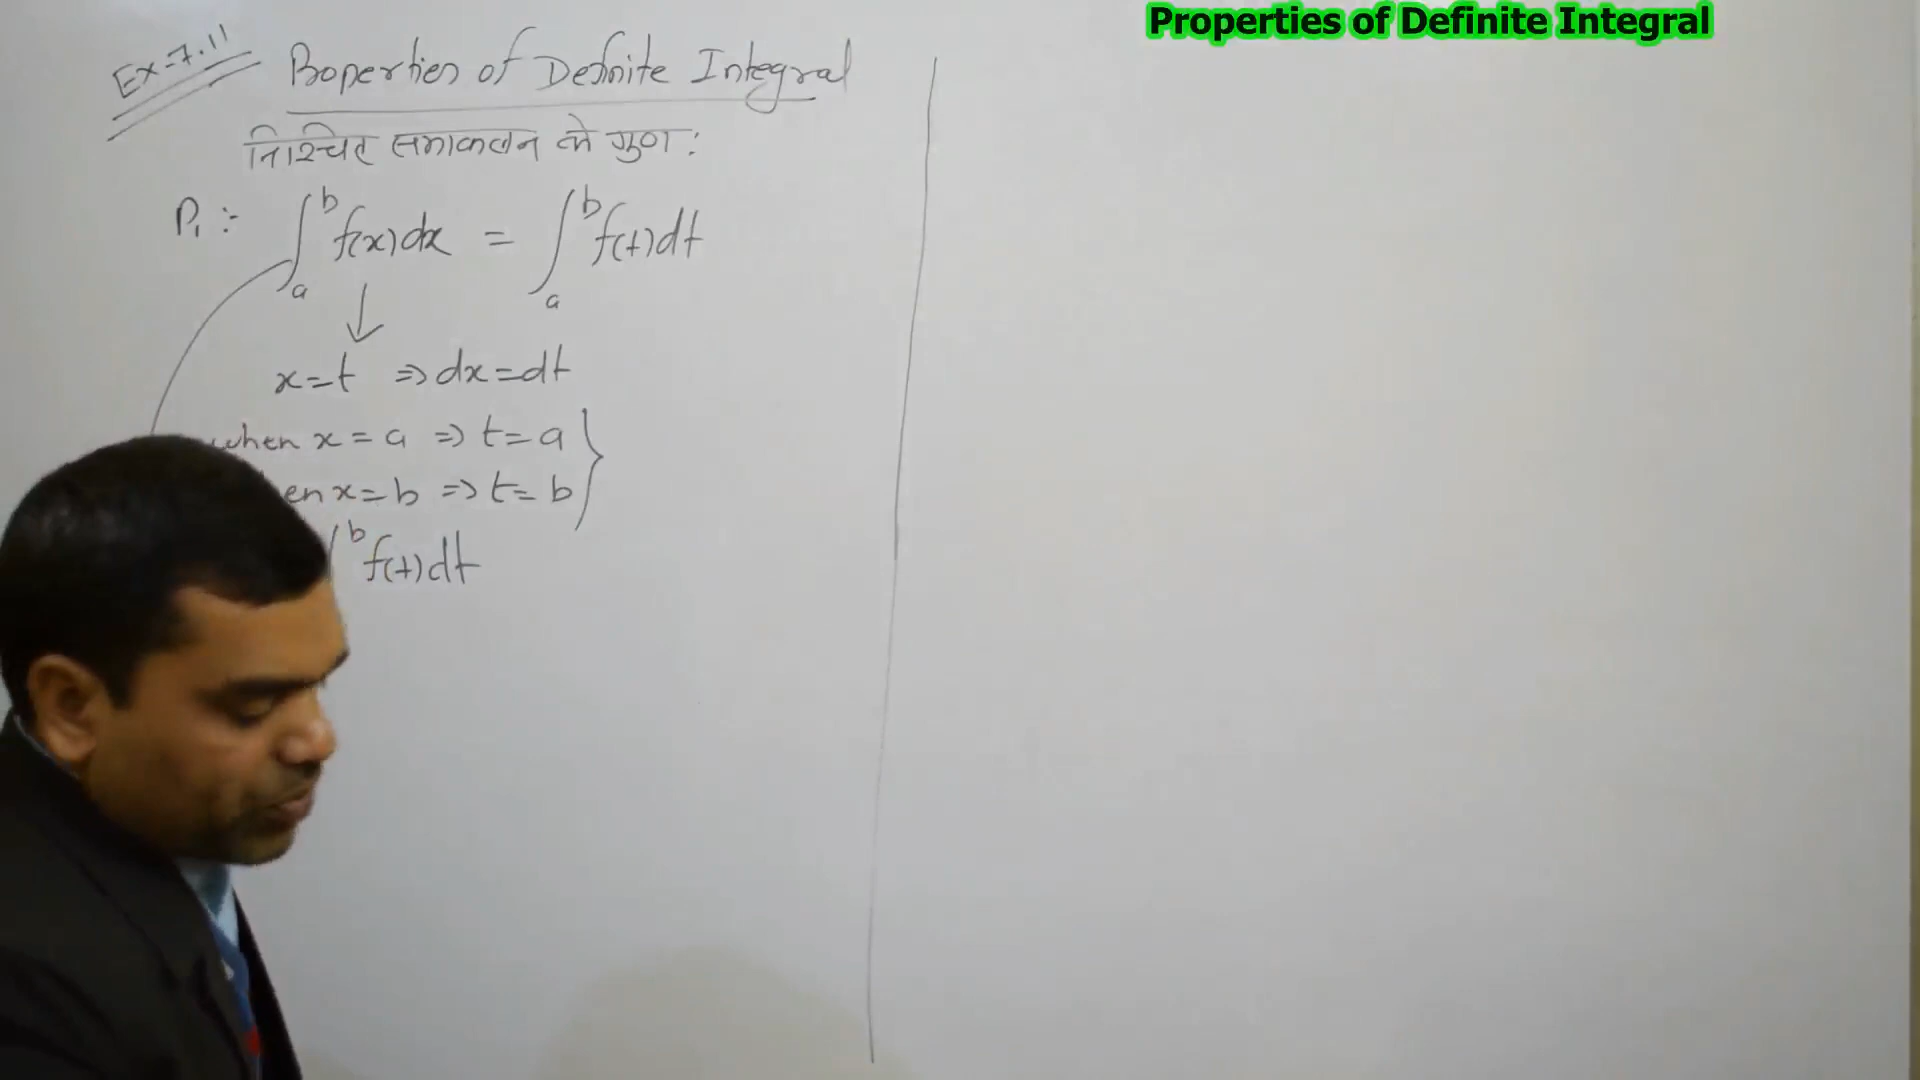 Properties of Definite Integral
Ex-7.11
Properties of Definite Integral
निश्चित समाकलन के गुण :
P₁ :- ∫ₐᵇ f(x)dx = ∫ₐᵇ f(t)dt
↓
x=t ⇒ dx=dt
when x = a ⇒ t=a }
en x=b ⇒ t=b
∫ᵇ f(t)dt